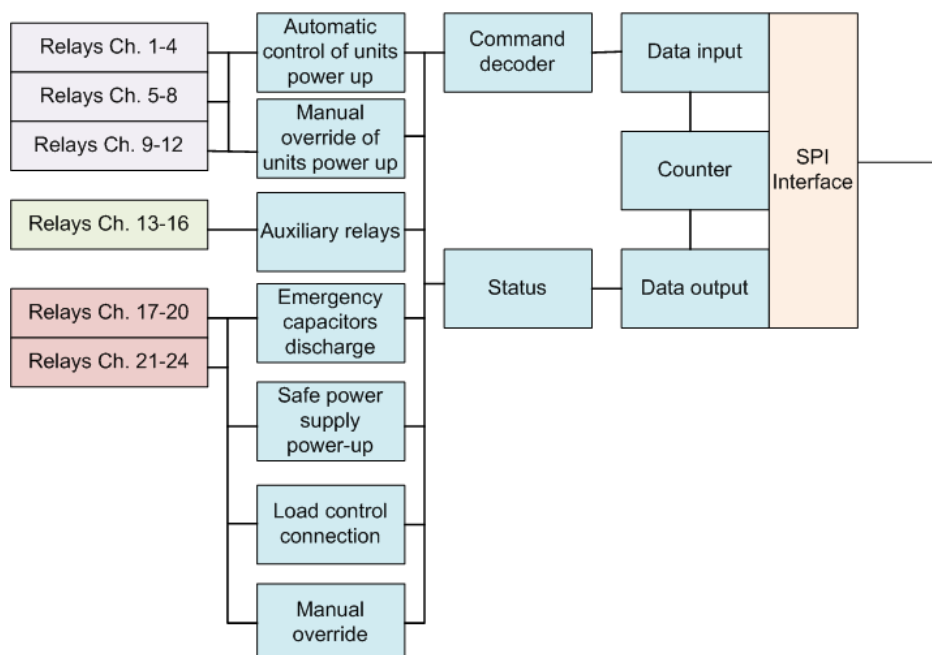 Relays Ch. 1-4
Relays Ch. 5-8
Relays Ch. 9-12
Relays Ch. 13-16
Relays Ch. 17-20
Relays Ch. 21-24
Automatic
control of units
power up
Manual
override of
units power up
Auxiliary relays
Emergency
capacitors
discharge
Safe power
supply
power-up
Load control
connection
Manual
override
Command
decoder
Status
Data input
Counter
Data output
SPI
Interface